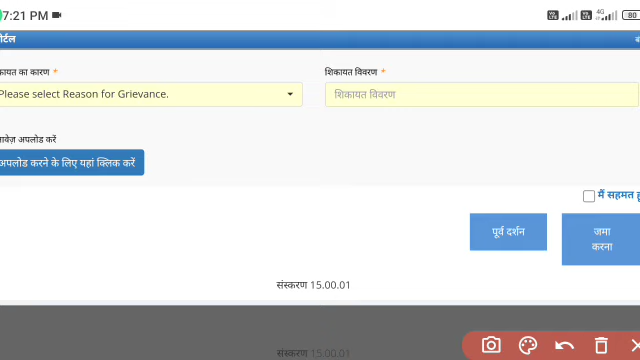 7:21 PM
4G
80
र्टल
कायत का कारण *
शिकायत विवरण *
Please select Reason for Grievance.
शिकायत विवरण
ावेज़ अपलोड करें
अपलोड करने के लिए यहां क्लिक करें
मैं सहमत हू
पूर्व दर्शन
जमा
करना
संस्करण 15.00.01
संस्करण 15.00.01